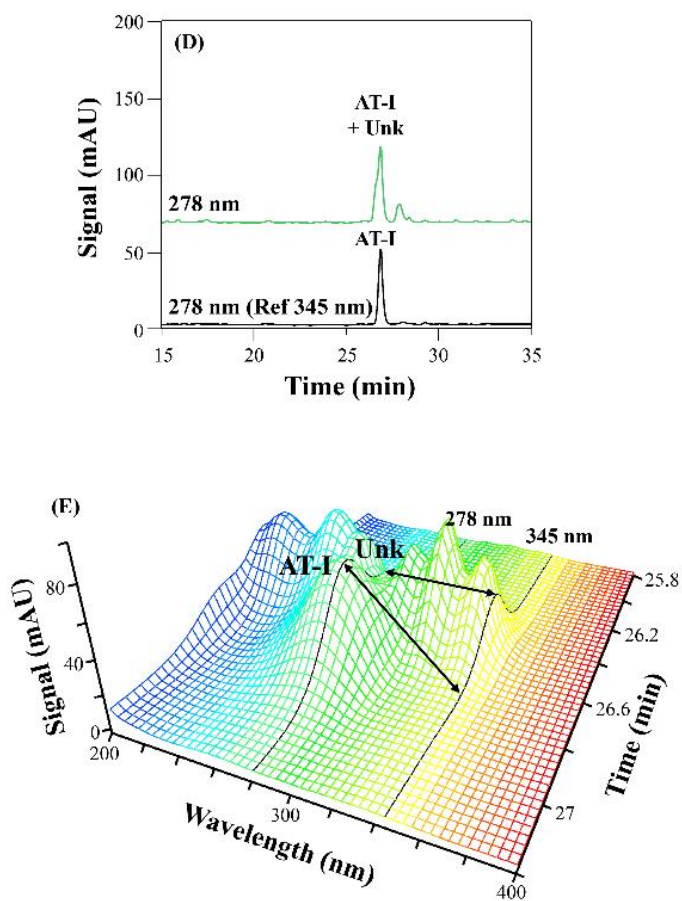 (D)
200
150
100
50
0
Signal (mAU)
AT-I
+ Unk
278 nm
AT-I
278 nm (Ref 345 nm)
15
20
25
30
35
Time (min)
(E)
278 nm
345 nm
Unk
AT-I
80
40
0
Signal (mAU)
200
300
400
Wavelength (nm)
25.8
26.2
26.6
27
Time (min)